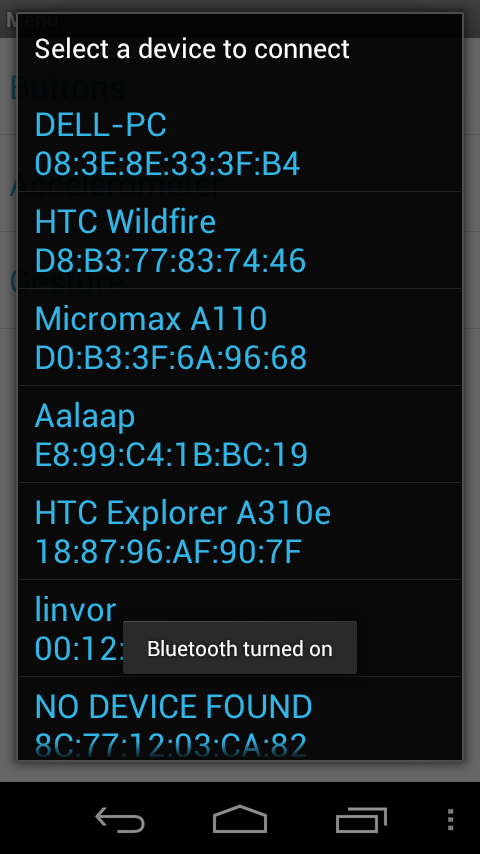 Menu
Select a device to connect
Buttons
DELL-PC
08:3E:8E:33:3F:B4
Accelerometer
HTC Wildfire
D8:B3:77:83:74:46
Gesture
Micromax A110
D0:B3:3F:6A:96:68
Aalaap
E8:99:C4:1B:BC:19
HTC Explorer A310e
18:87:96:AF:90:7F
linvor
00:12:
Bluetooth turned on
NO DEVICE FOUND
8C:77:12:03:CA:82